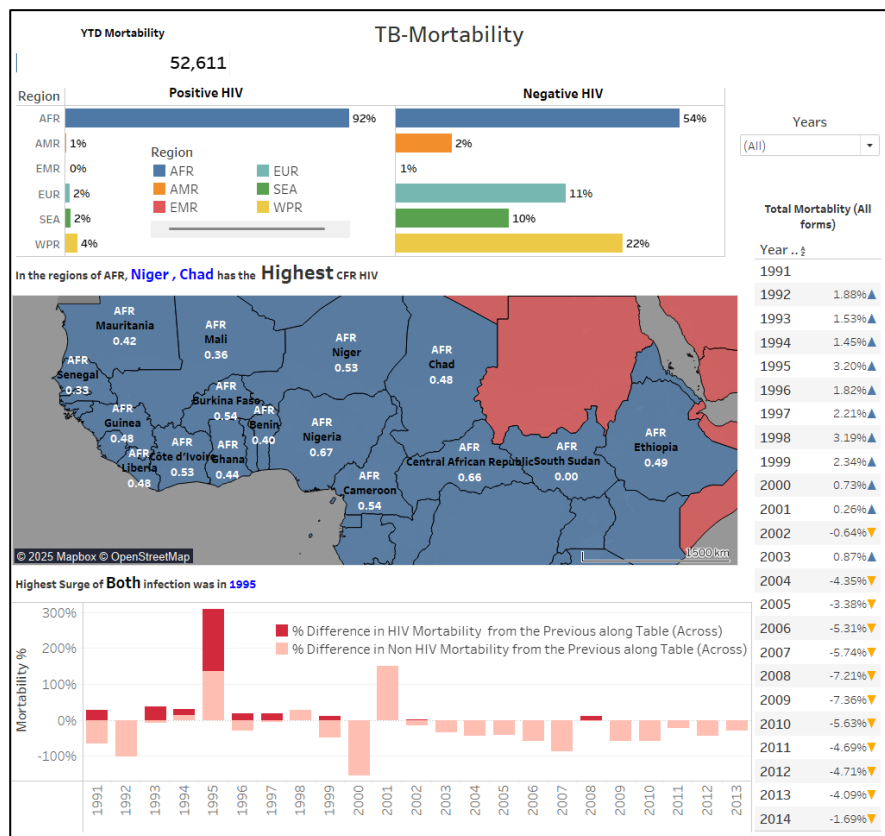 YTD Mortability
TB-Mortability
52,611
Region
Positive HIV
Negative HIV
AFR
92%
54%
AMR
1%
2%
EMR
0%
1%
EUR
2%
11%
SEA
2%
10%
WPR
4%
22%
Region
AFR
EUR
AMR
SEA
EMR
WPR
Years
(All)
In the regions of AFR, Niger , Chad has the Highest CFR HIV
AFR
Mauritania
0.42
AFR
Mali
0.36
AFR
Niger
0.53
AFR
Chad
0.48
AFR
Senegal
0.33
AFR
Burkina Faso
0.54
AFR
Benin
0.40
AFR
Guinea
0.48
AFR
Nigeria
0.67
AFR
Liberia
0.48
Côte d'Ivoire
0.53
AFR
Ghana
0.44
AFR
Cameroon
0.54
AFR
Central African Republic
0.66
AFR
South Sudan
0.00
AFR
Ethiopia
0.49
© 2025 Mapbox © OpenStreetMap
1500 km
Highest Surge of Both infection was in 1995
Mortability %
300%
200%
100%
0%
-100%
% Difference in HIV Mortability from the Previous along Table (Across)
% Difference in Non HIV Mortability from the Previous along Table (Across)
1991
1992
1993
1994
1995
1996
1997
1998
1999
2000
2001
2002
2003
2004
2005
2006
2007
2008
2009
2010
2011
2012
2013
Total Mortablity (All
forms)
Year ..
1991
1992 1.88%▲
1993 1.53%▲
1994 1.45%▲
1995 3.20%▲
1996 1.82%▲
1997 2.21%▲
1998 3.19%▲
1999 2.34%▲
2000 0.73%▲
2001 0.26%▲
2002 -0.64%▼
2003 0.87%▲
2004 -4.35%▼
2005 -3.38%▼
2006 -5.31%▼
2007 -5.74%▼
2008 -7.21%▼
2009 -7.36%▼
2010 -5.63%▼
2011 -4.69%▼
2012 -4.71%▼
2013 -4.09%▼
2014 -1.69%▼